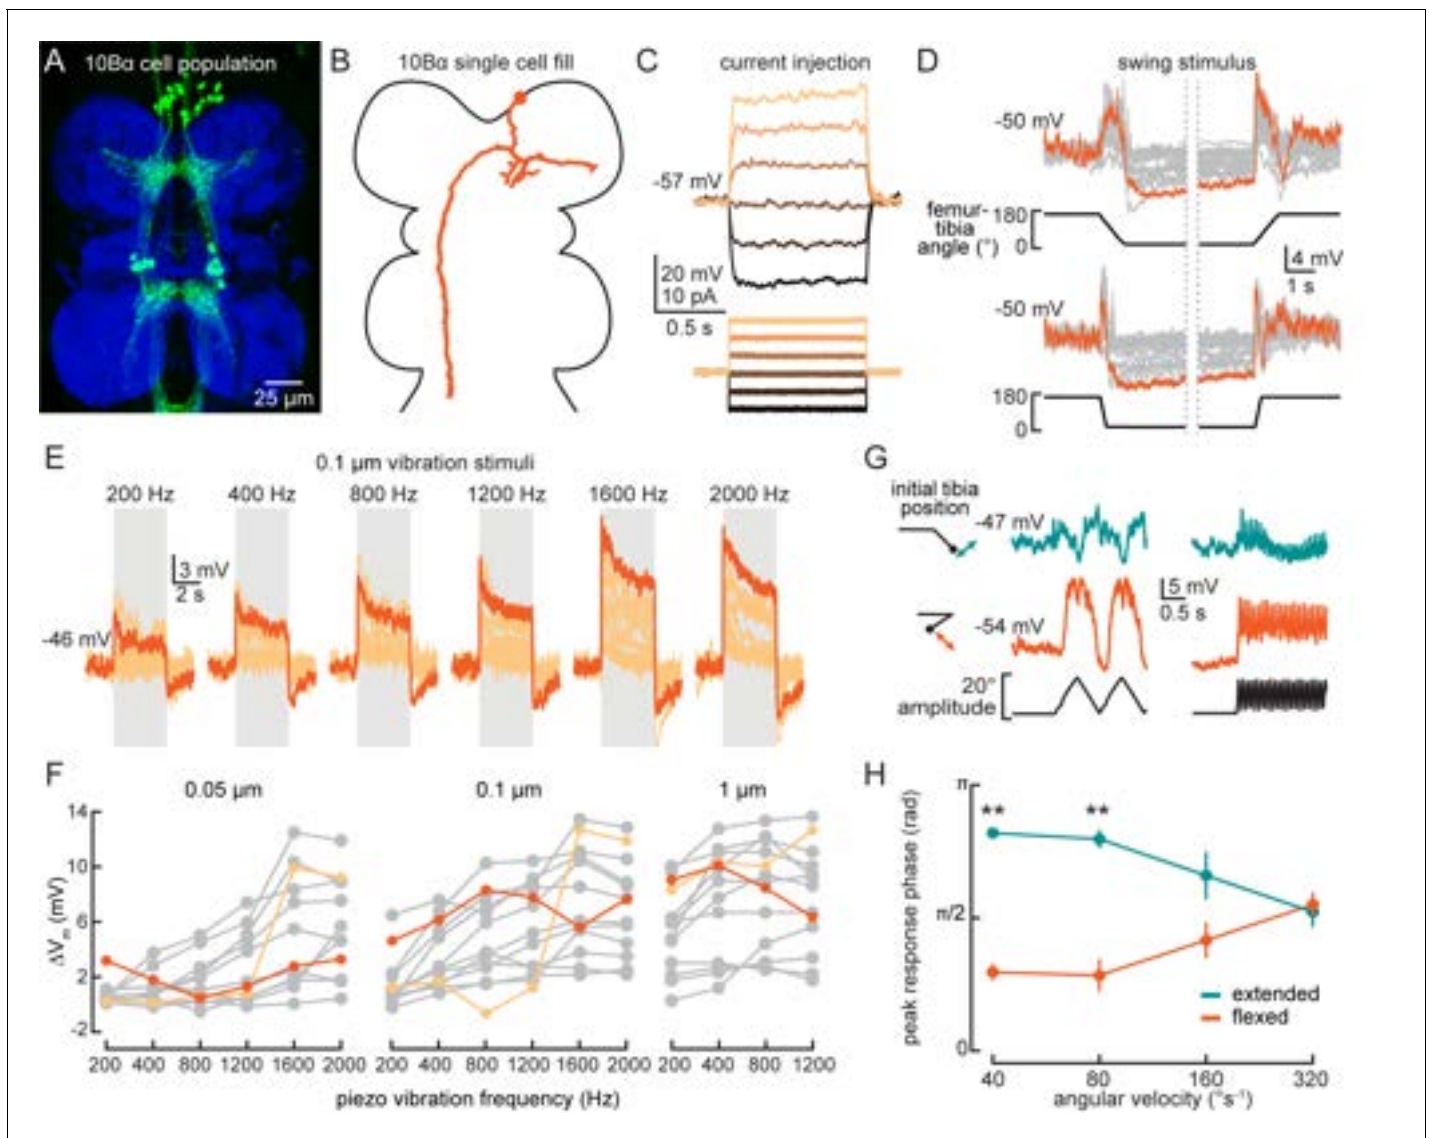 A 10Bα cell population
25 µm
B 10Bα single cell fill
C current injection
-57 mV
20 mV
10 pA
0.5 s
D swing stimulus
-50 mV
femur-
tibia
angle (°)
180
0
4 mV
1 s
-50 mV
180
0
E 0.1 µm vibration stimuli
200 Hz 400 Hz 800 Hz 1200 Hz 1600 Hz 2000 Hz
3 mV
2 s
-46 mV
F 0.05 µm 0.1 µm 1 µm
14
10
6
2
-2
ΔVm (mV)
200 400 800 1200 1600 2000 200 400 800 1200 1600 2000 200 400 800 1200
piezo vibration frequency (Hz)
G
initial tibia
position
-47 mV
-54 mV
5 mV
0.5 s
20°
amplitude
H
π
π/2
0
peak response phase (rad)
** **
extended
flexed
40 80 160 320
angular velocity (°s⁻¹)